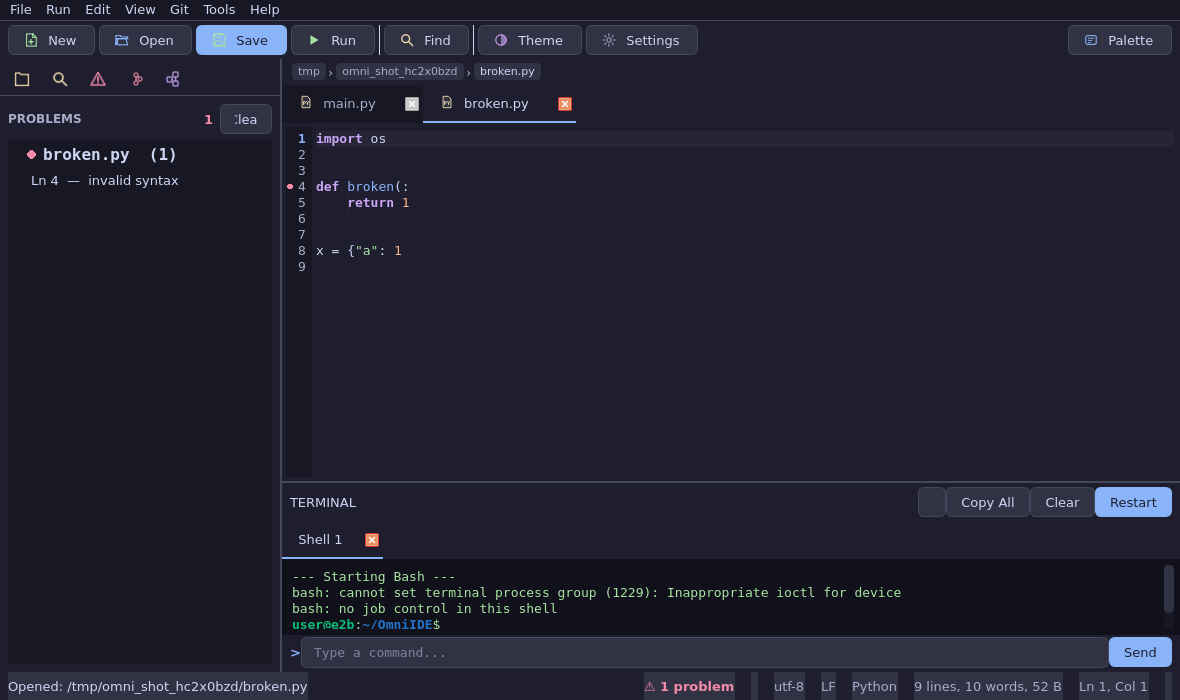 File Run Edit View Git Tools Help
New Open Save Run Find Theme Settings Palette
tmp › omni_shot_hc2x0bzd › broken.py
PROBLEMS 1 lea
broken.py (1)
Ln 4 — invalid syntax
main.py broken.py
1 import os
2
3
4 def broken(:
5 return 1
6
7
8 x = {"a": 1
9
TERMINAL Copy All Clear Restart
Shell 1
--- Starting Bash ---
bash: cannot set terminal process group (1229): Inappropriate ioctl for device
bash: no job control in this shell
user@e2b:~/OmniIDE$
> Type a command... Send
Opened: /tmp/omni_shot_hc2x0bzd/broken.py ⚠ 1 problem utf-8 LF Python 9 lines, 10 words, 52 B Ln 1, Col 1